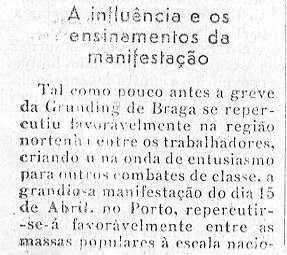 A influência e os
ensinamentos da
manifestação
Tal como pouco antes a greve
da Grunding de Braga se reper-
cutiu favoràvelmente na região
nortenha entre os trabalhadores,
criando uma onda de entusiasmo
para outros combates de classe, a
grandiosa manifestação do dia 15
de Abril, no Porto, repercutir-
-se-á favoràvelmente entre as
massas populares à escala nacio-